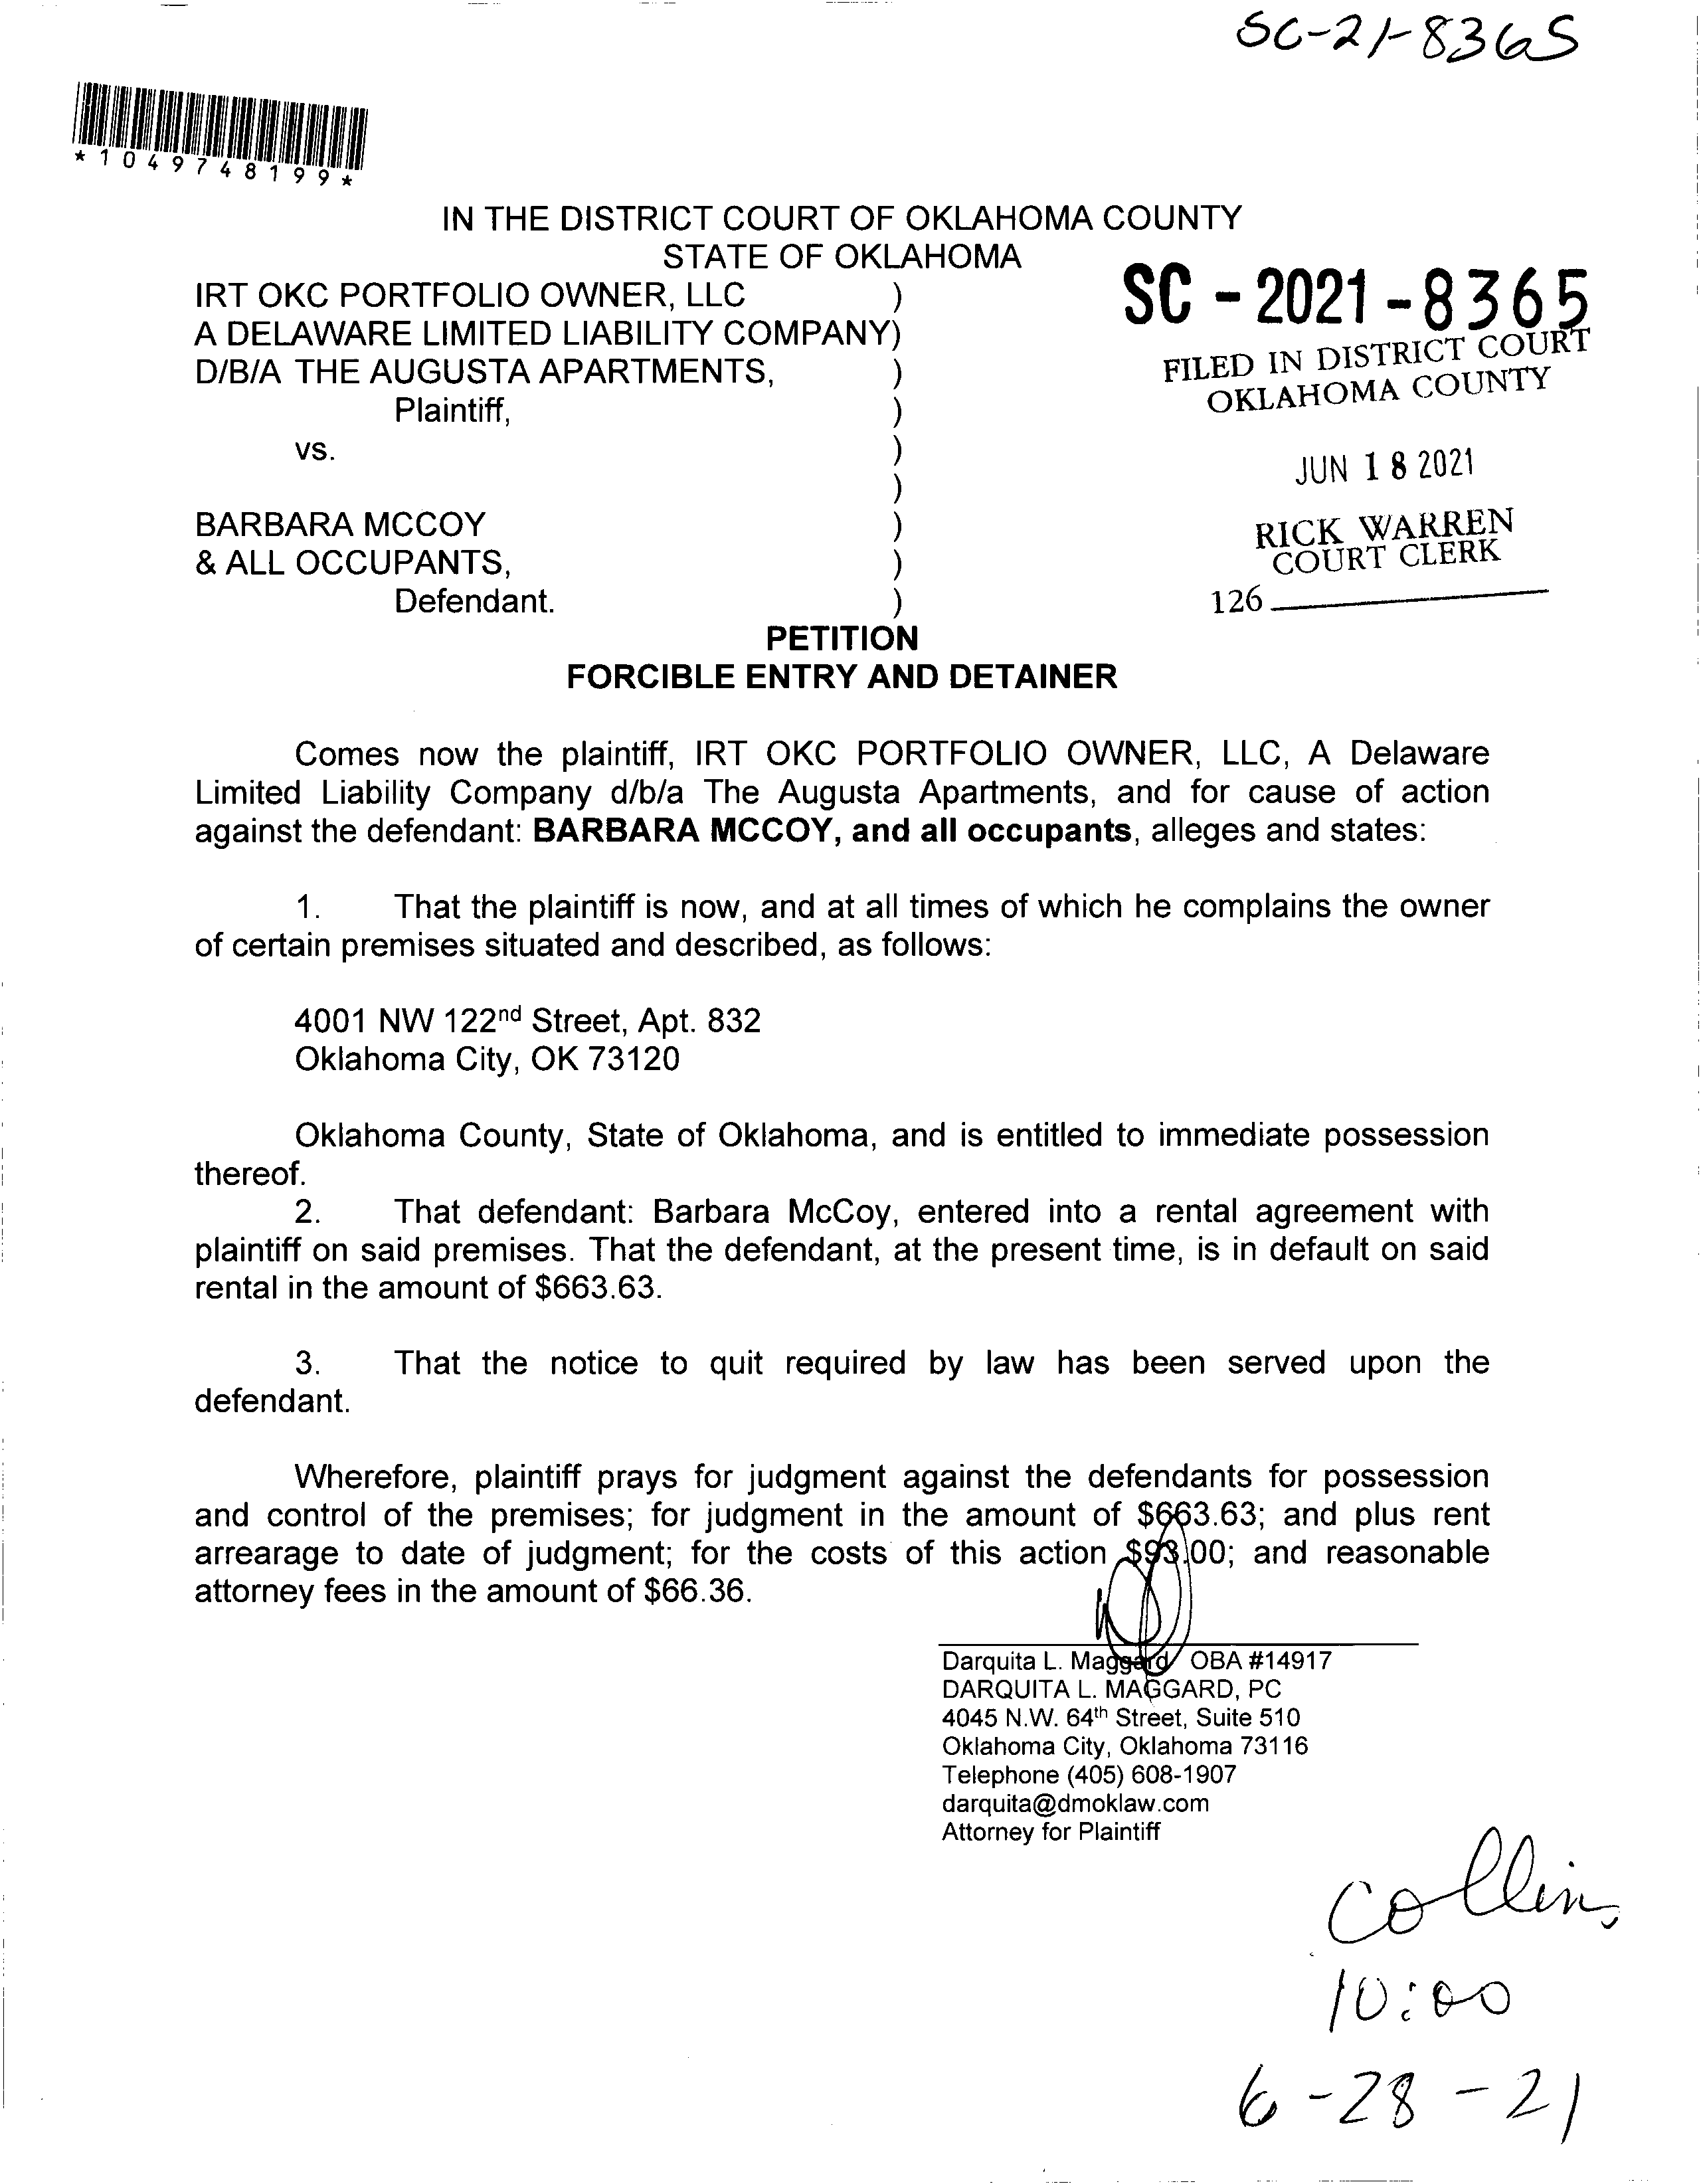 SC-21-8365
*1049748199*
IN THE DISTRICT COURT OF OKLAHOMA COUNTY
STATE OF OKLAHOMA
IRT OKC PORTFOLIO OWNER, LLC )
A DELAWARE LIMITED LIABILITY COMPANY)
D/B/A THE AUGUSTA APARTMENTS, )
Plaintiff, )
vs. )
)
BARBARA MCCOY )
& ALL OCCUPANTS, )
Defendant. )
SC - 2021 - 8365
FILED IN DISTRICT COURT
OKLAHOMA COUNTY
JUN 18 2021
RICK WARREN
COURT CLERK
126
PETITION
FORCIBLE ENTRY AND DETAINER
Comes now the plaintiff, IRT OKC PORTFOLIO OWNER, LLC, A Delaware
Limited Liability Company d/b/a The Augusta Apartments, and for cause of action
against the defendant: BARBARA MCCOY, and all occupants, alleges and states:
1. That the plaintiff is now, and at all times of which he complains the owner
of certain premises situated and described, as follows:
4001 NW 122nd Street, Apt. 832
Oklahoma City, OK 73120
Oklahoma County, State of Oklahoma, and is entitled to immediate possession
thereof.
2. That defendant: Barbara McCoy, entered into a rental agreement with
plaintiff on said premises. That the defendant, at the present time, is in default on said
rental in the amount of $663.63.
3. That the notice to quit required by law has been served upon the
defendant.
Wherefore, plaintiff prays for judgment against the defendants for possession
and control of the premises; for judgment in the amount of $663.63; and plus rent
arrearage to date of judgment; for the costs of this action $93.00; and reasonable
attorney fees in the amount of $66.36.
Darquita L. Maggard OBA #14917
DARQUITA L. MAGGARD, PC
4045 N.W. 64th Street, Suite 510
Oklahoma City, Oklahoma 73116
Telephone (405) 608-1907
darquita@dmoklaw.com
Attorney for Plaintiff
Collins
10:00
6-28-21